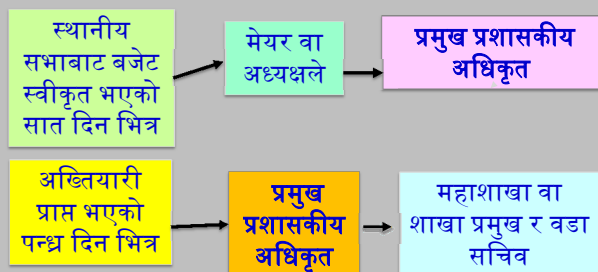 स्थानीय
सभाबाट बजेट
स्वीकृत भएको
सात दिन भित्र
मेयर वा
अध्यक्षले
प्रमुख प्रशासकीय
अधिकृत
अख्तियारी
प्राप्त भएको
पन्ध्र दिन भित्र
प्रमुख
प्रशासकीय
अधिकृत
महाशाखा वा
शाखा प्रमुख र वडा
सचिव